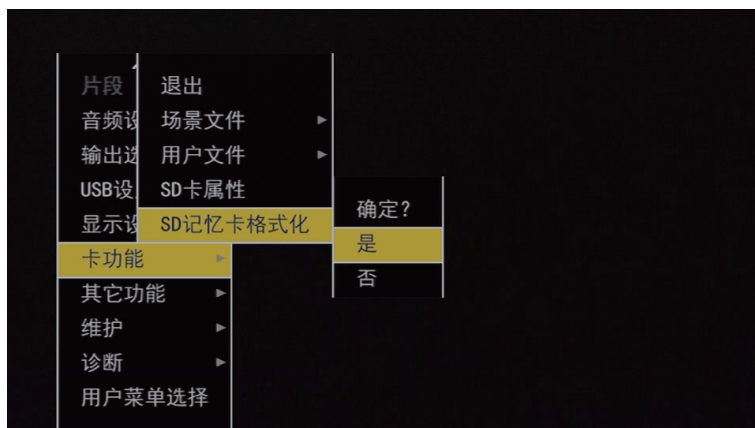 片段
音频设
输出选
USB设
显示设
卡功能
其它功能
维护
诊断
用户菜单选择
退出
场景文件
用户文件
SD卡属性
SD记忆卡格式化
确定?
是
否